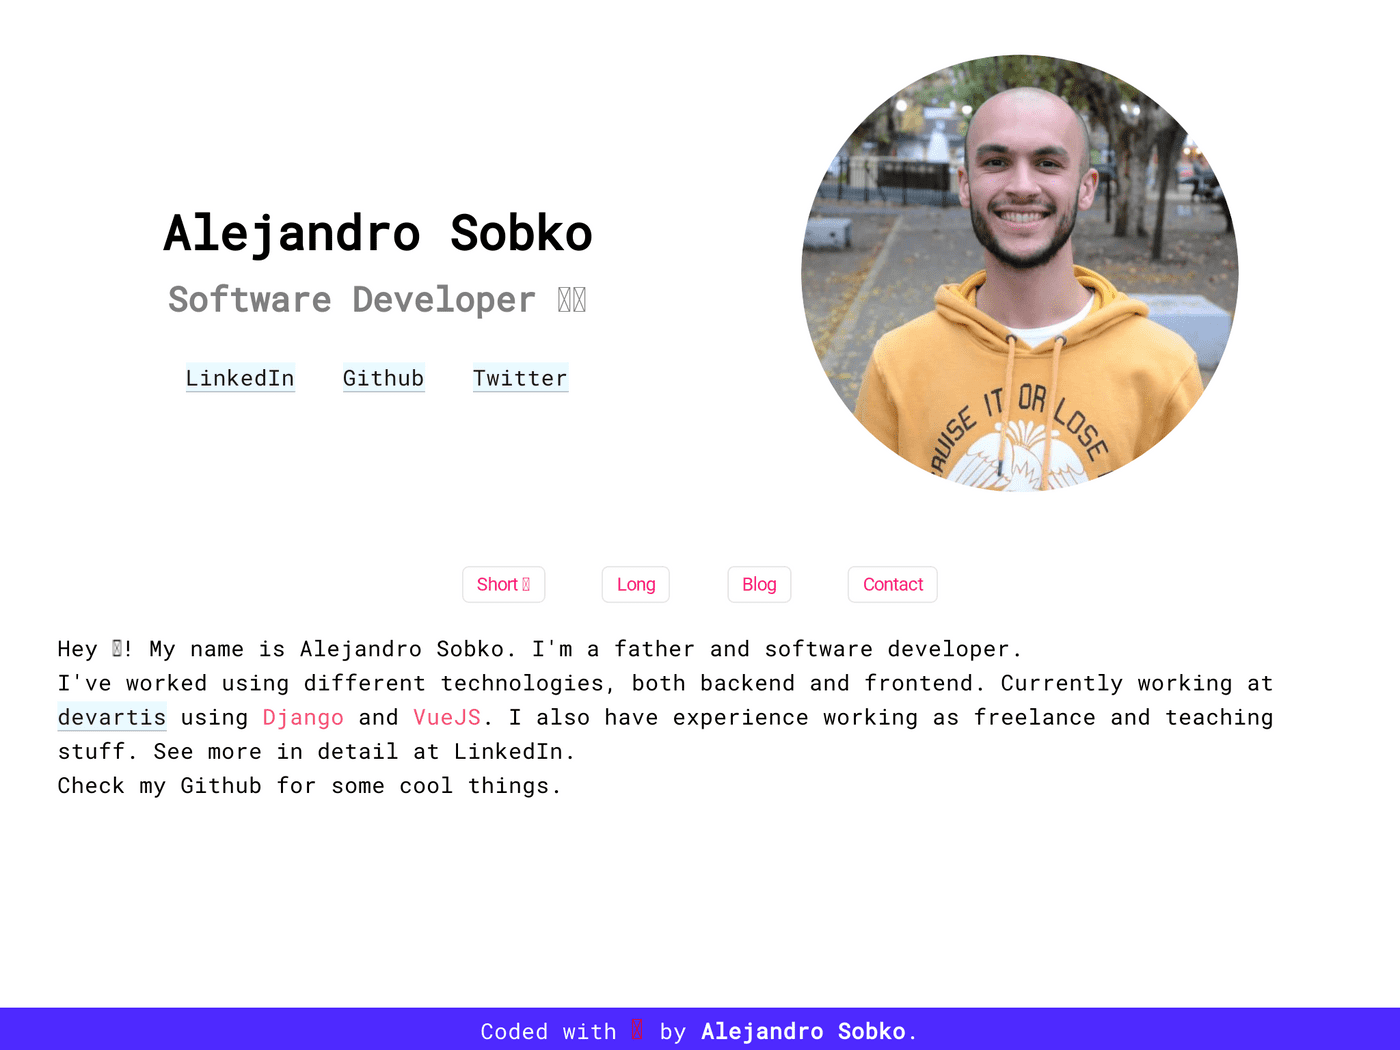 Alejandro Sobko
Software Developer
LinkedIn Github Twitter
RUISE IT OR LOSE
Short Long Blog Contact
Hey ! My name is Alejandro Sobko. I'm a father and software developer.
I've worked using different technologies, both backend and frontend. Currently working at
devartis using Django and VueJS. I also have experience working as freelance and teaching
stuff. See more in detail at LinkedIn.
Check my Github for some cool things.
Coded with by Alejandro Sobko.